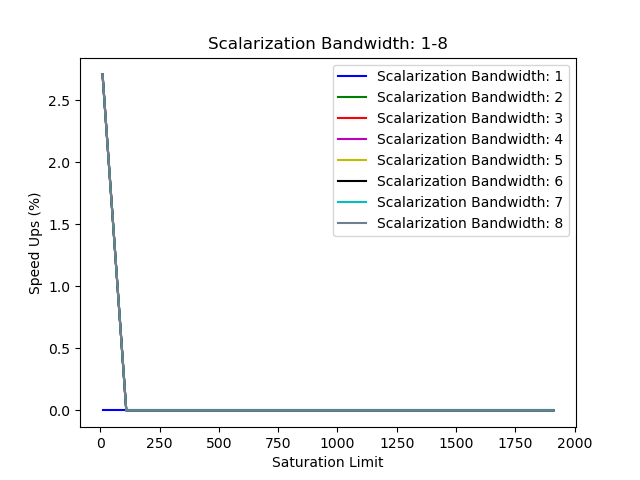 Scalarization Bandwidth: 1-8
Scalarization Bandwidth: 1
Scalarization Bandwidth: 2
Scalarization Bandwidth: 3
Scalarization Bandwidth: 4
Scalarization Bandwidth: 5
Scalarization Bandwidth: 6
Scalarization Bandwidth: 7
Scalarization Bandwidth: 8
Speed Ups (%)
2.5
2.0
1.5
1.0
0.5
0.0
0 250 500 750 1000 1250 1500 1750 2000
Saturation Limit